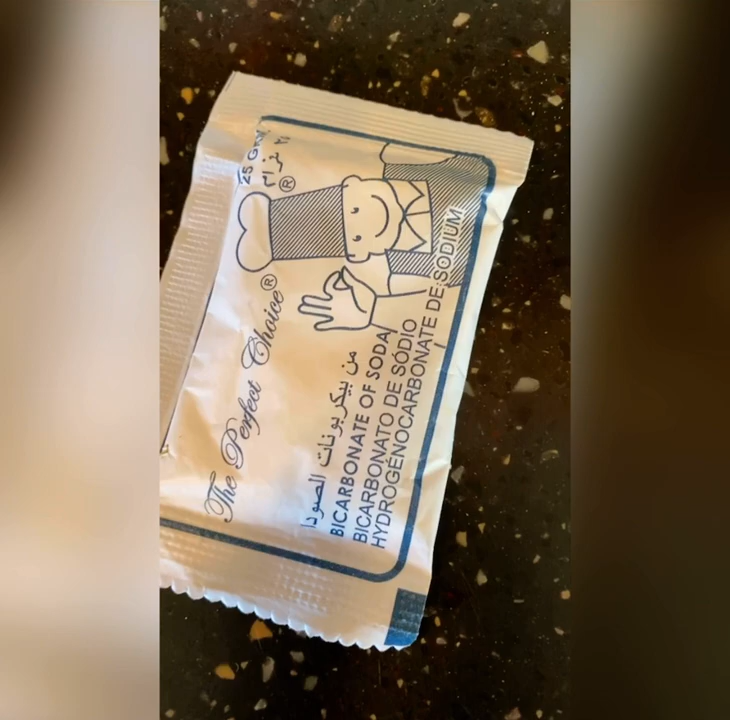 25 GM
The Perfect Choice®
®
من بيكربونات الصودا
BICARBONATE OF SODA
BICARBONATO DE SÓDIO
HYDROGÉNOCARBONATE DE SODIUM